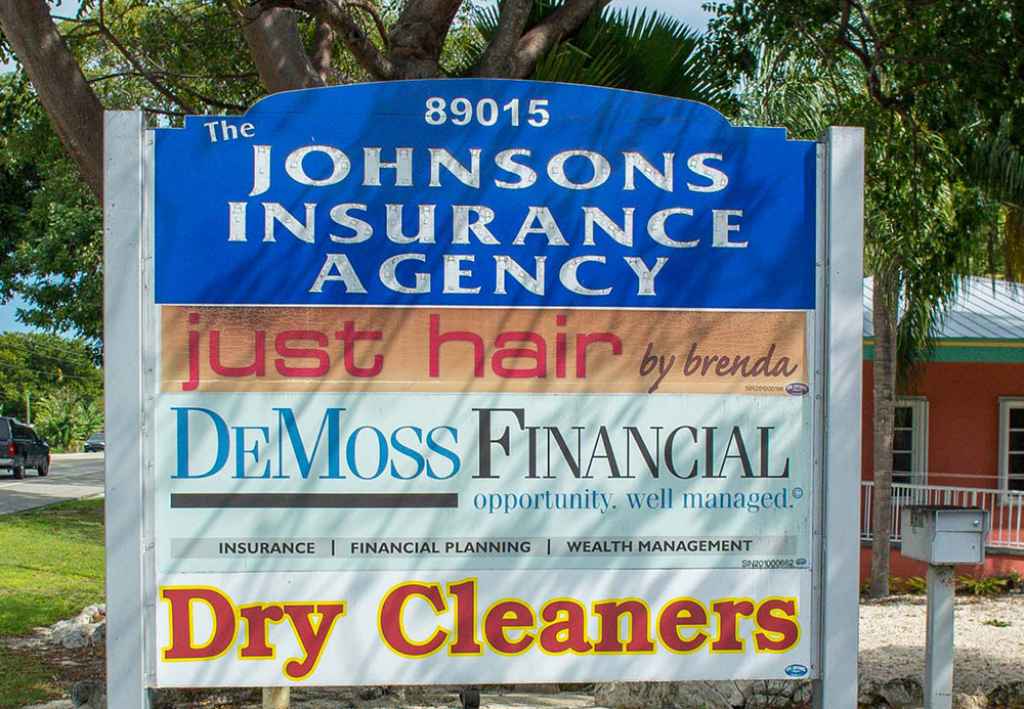 89015
The
JOHNSONS
INSURANCE
AGENCY
just hair by brenda
DEMOSS FINANCIAL
opportunity. well managed.©
INSURANCE | FINANCIAL PLANNING | WEALTH MANAGEMENT
SIN201000662
Dry Cleaners